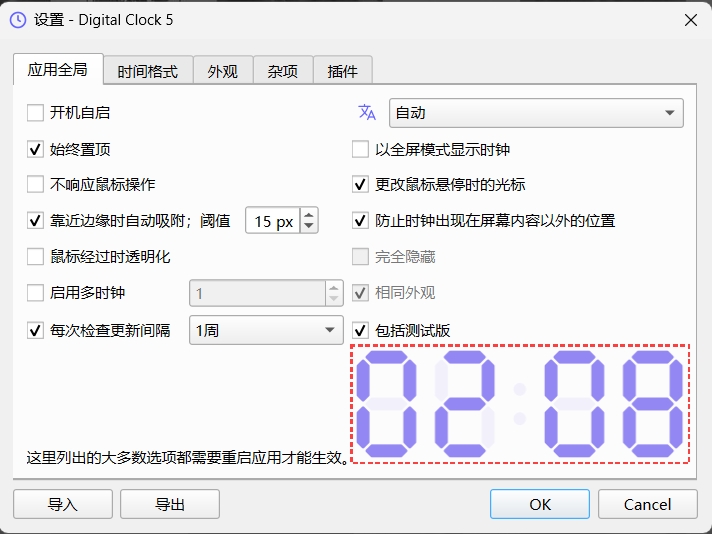 设置 - Digital Clock 5
应用全局 时间格式 外观 杂项 插件
开机自启 自动
始终置顶 以全屏模式显示时钟
不响应鼠标操作 更改鼠标悬停时的光标
靠近边缘时自动吸附；阈值 15 px 防止时钟出现在屏幕内容以外的位置
鼠标经过时透明化 完全隐藏
启用多时钟 1 相同外观
每次检查更新间隔 1周 包括测试版
02:08
这里列出的大多数选项都需要重启应用才能生效。
导入 导出 OK Cancel